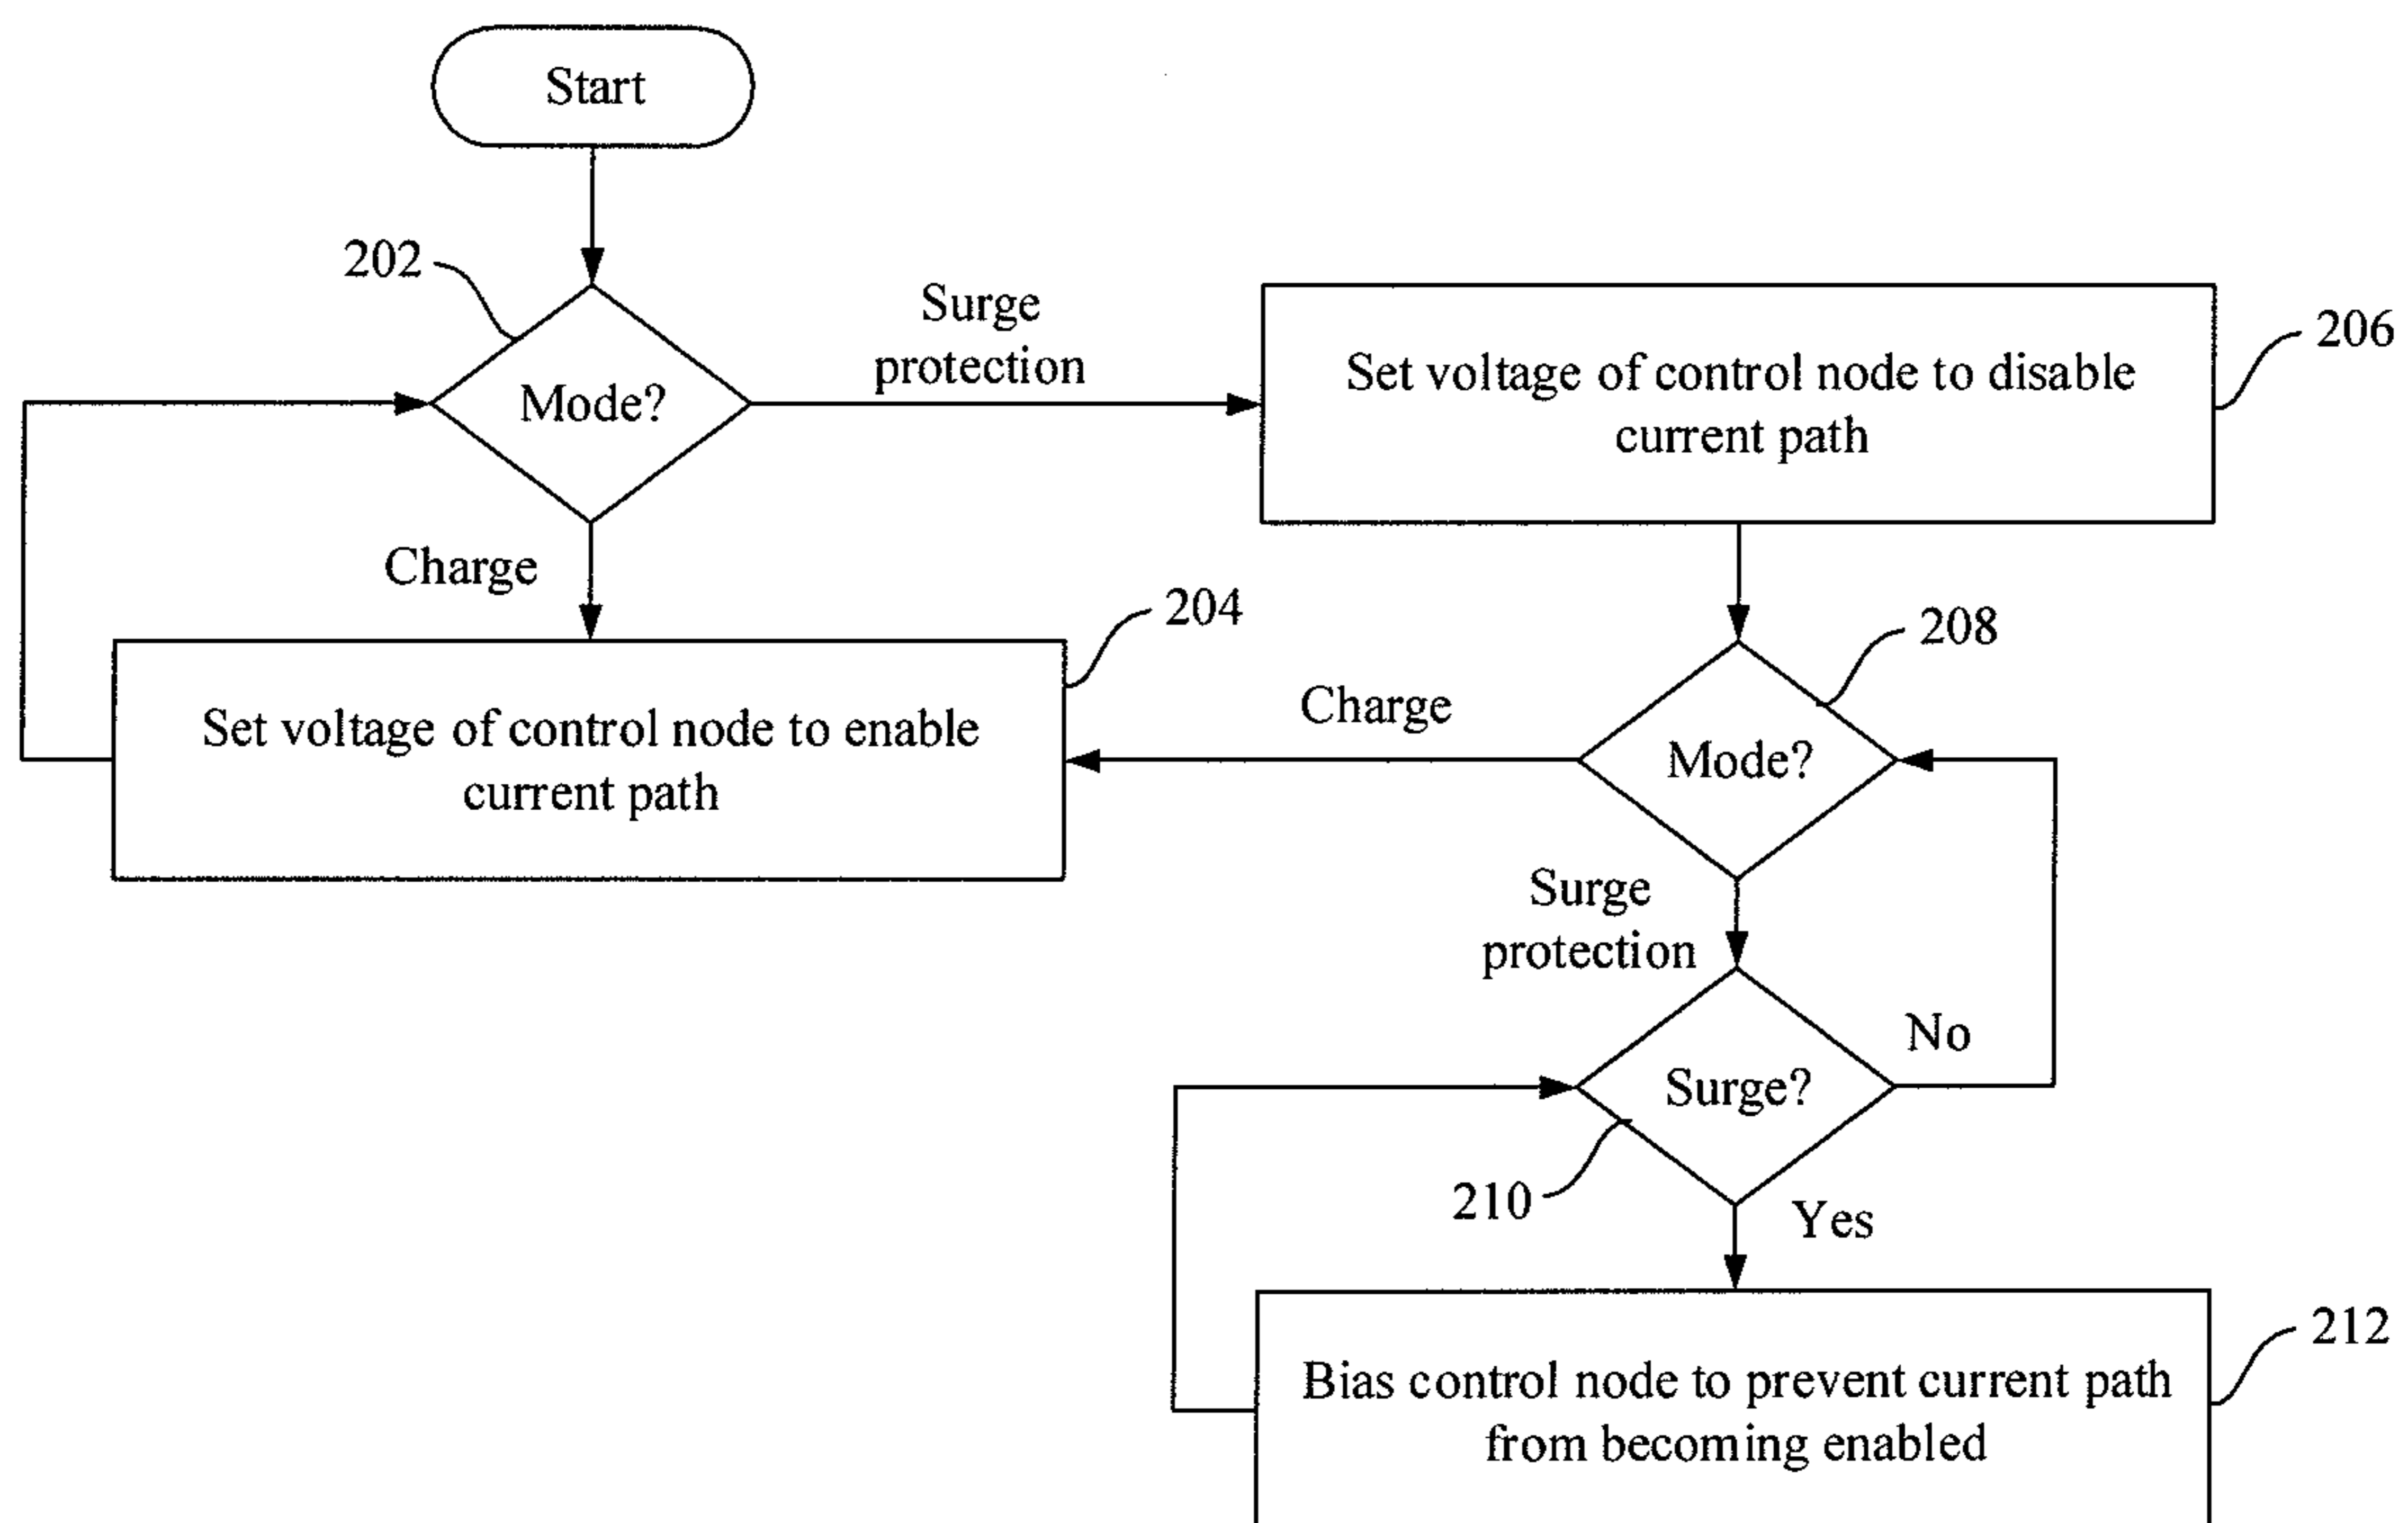 Start
202
Mode?
Surge
protection
Set voltage of control node to disable
current path
206
Charge
204
Set voltage of control node to enable
current path
208
Charge
Mode?
Surge
protection
No
Surge?
210
Yes
212
Bias control node to prevent current path
from becoming enabled